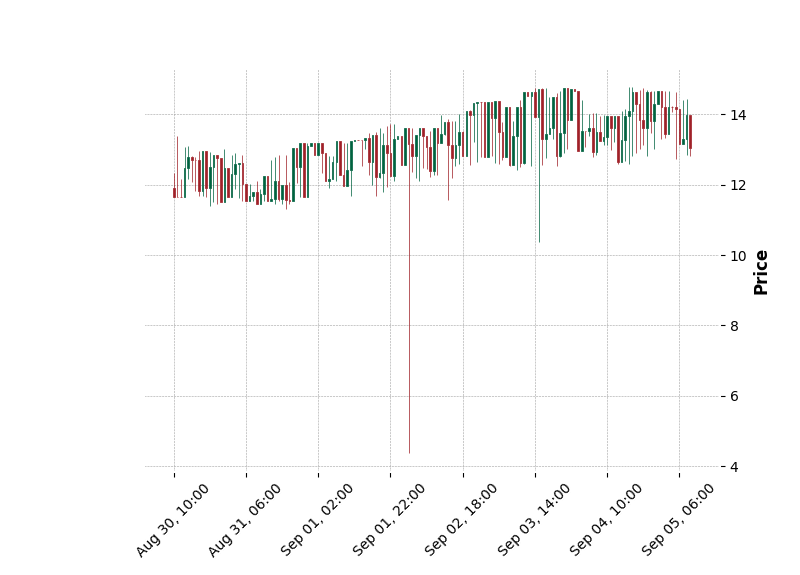 14
12
10
8
6
4
Price
Aug 30, 10:00
Aug 31, 06:00
Sep 01, 02:00
Sep 01, 22:00
Sep 02, 18:00
Sep 03, 14:00
Sep 04, 10:00
Sep 05, 06:00